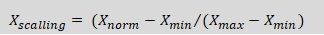 X_scalling = (X_norm − X_min/(X_max − X_min)